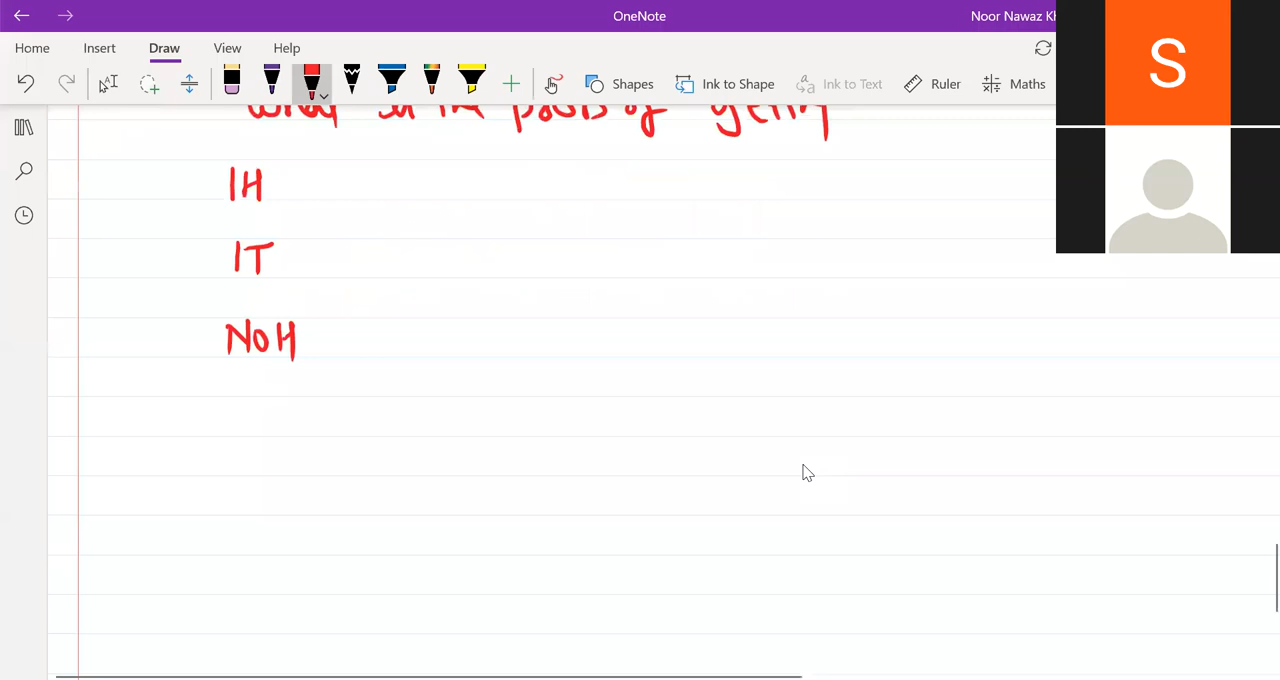 OneNote
Noor Nawaz Kh
Home Insert Draw View Help
Shapes Ink to Shape Ink to Text Ruler Maths
S
of
1H
1T
NOH